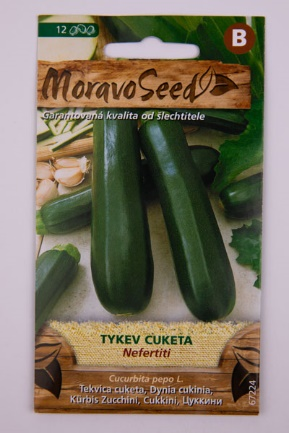 12
B
MoravoSeed
Garantovaná kvalita od šlechtitele
TYKEV CUKETA
Nefertiti
Cucurbita pepo L.
Tekvica cuketa, Dynia cukinia,
Kürbis Zucchini, Cukkini, Цуккини
67224